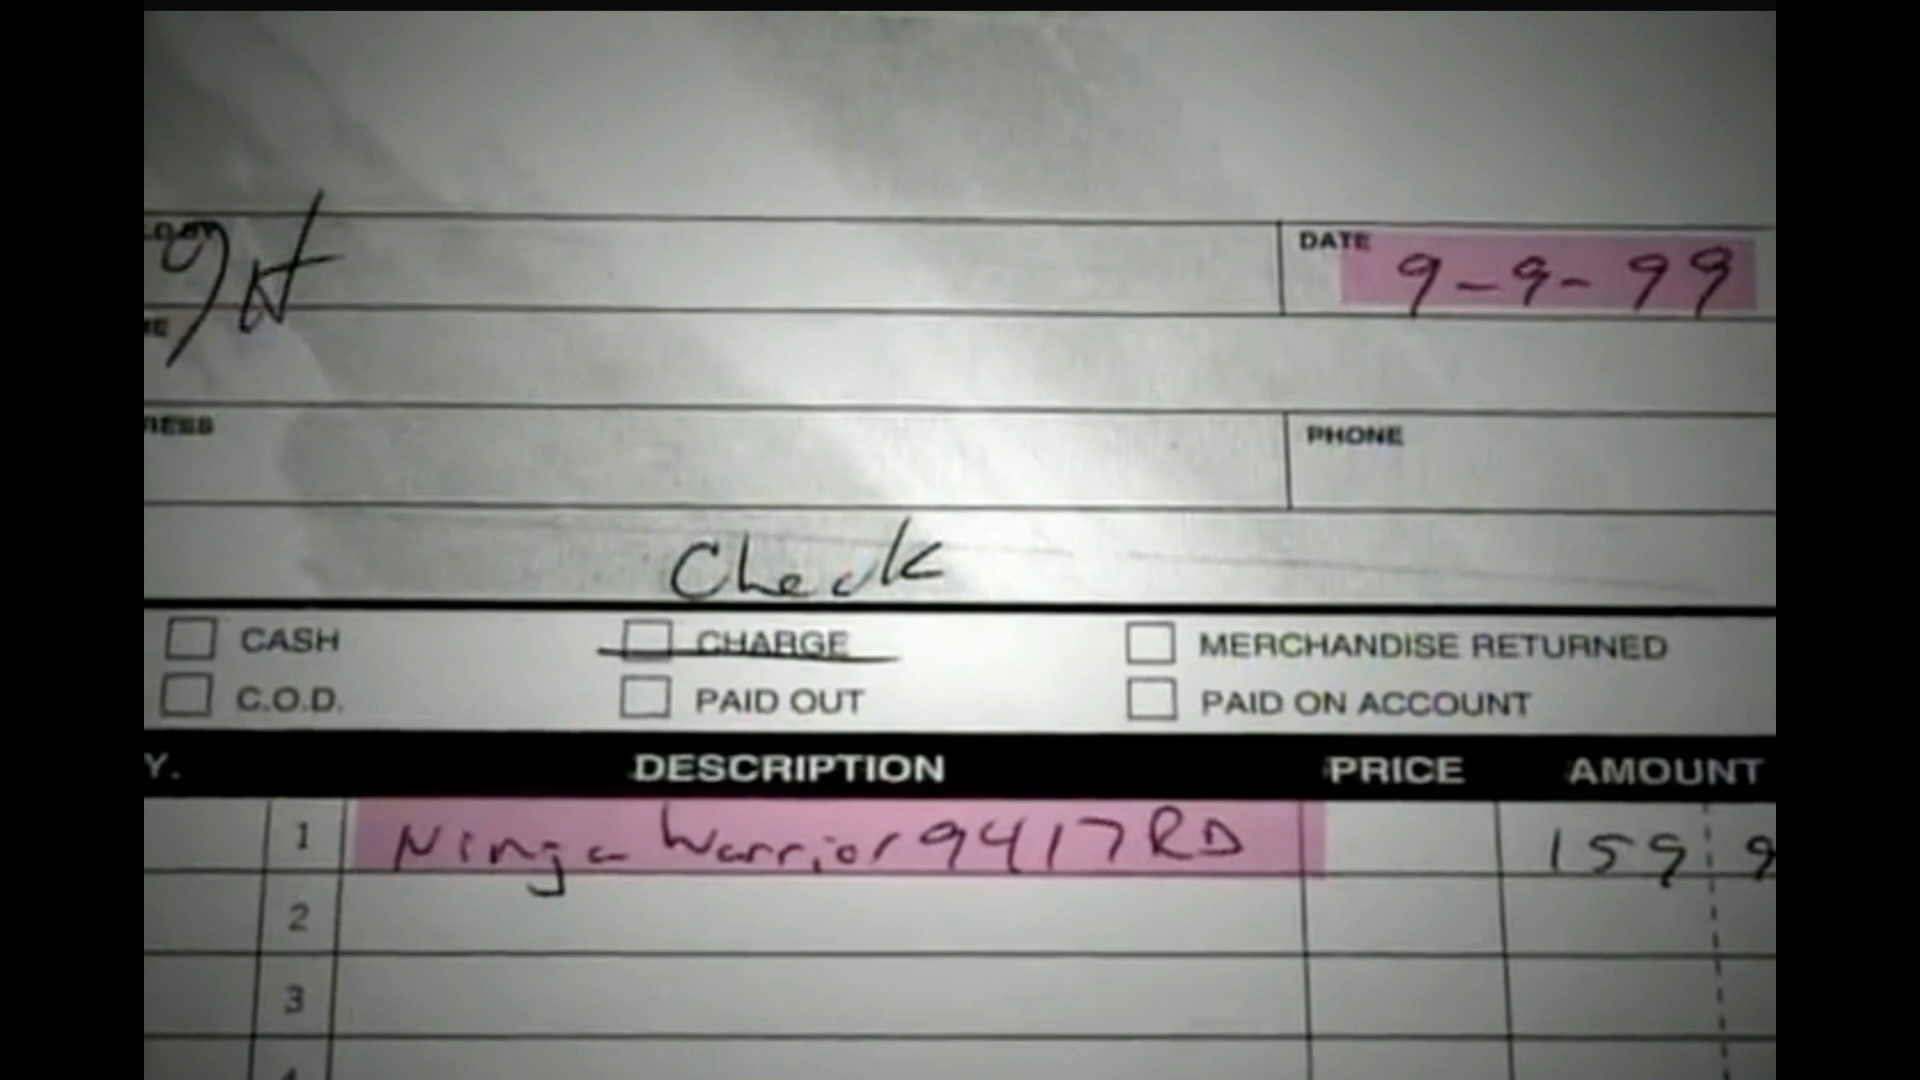 DATE 9-9-99
PHONE
Check
CASH CHARGE MERCHANDISE RETURNED
C.O.D. PAID OUT PAID ON ACCOUNT
Y. DESCRIPTION PRICE AMOUNT
1 Ninja Warrior 9417RD 159 9
2
3